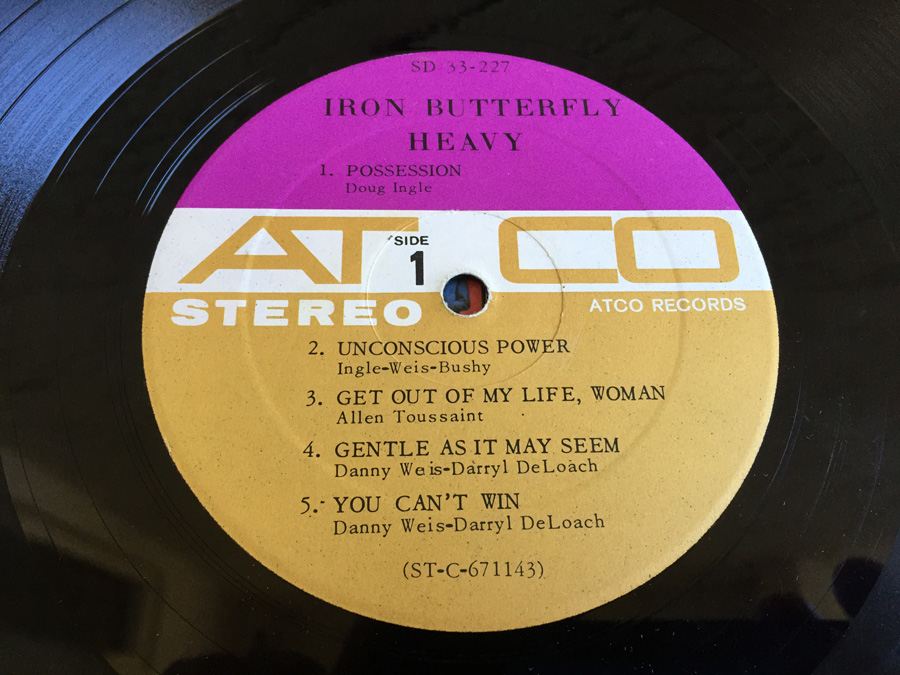 SD 33-227
IRON BUTTERFLY
HEAVY
1. POSSESSION
Doug Ingle
ATCO
SIDE
1
STEREO
ATCO RECORDS
2. UNCONSCIOUS POWER
Ingle-Weis-Bushy
3. GET OUT OF MY LIFE, WOMAN
Allen Toussaint
4. GENTLE AS IT MAY SEEM
Danny Weis-Darryl DeLoach
5. YOU CAN'T WIN
Danny Weis-Darryl DeLoach
(ST-C-671143)